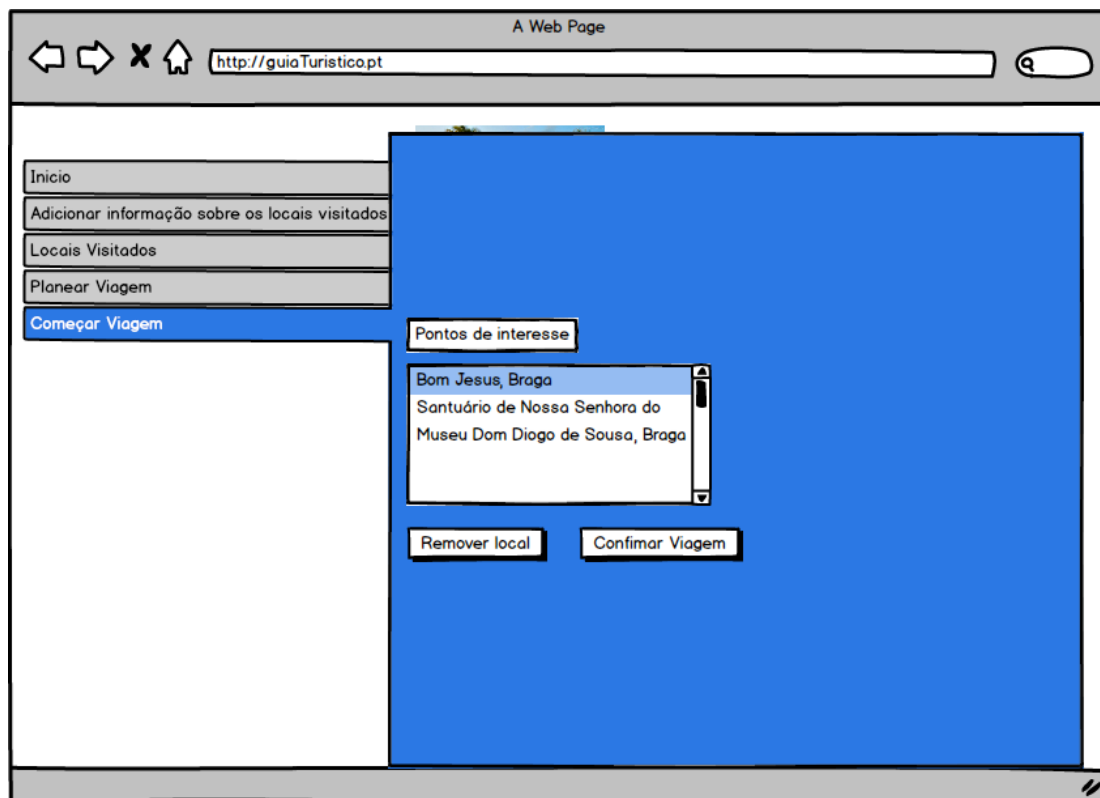 A Web Page
http://guiaTuristico.pt
Inicio
Adicionar informação sobre os locais visitados
Locais Visitados
Planear Viagem
Começar Viagem
Pontos de interesse
Bom Jesus, Braga
Santuário de Nossa Senhora do
Museu Dom Diogo de Sousa, Braga
Remover local
Confimar Viagem